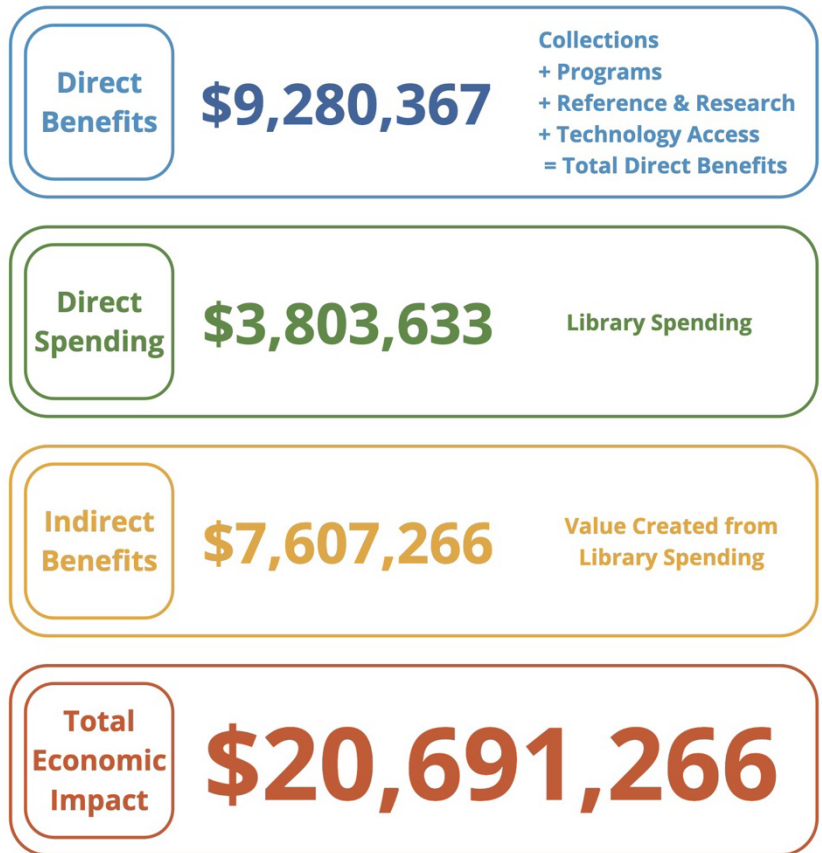 Direct
Benefits
$9,280,367
Collections
+ Programs
+ Reference & Research
+ Technology Access
= Total Direct Benefits
Direct
Spending
$3,803,633
Library Spending
Indirect
Benefits
$7,607,266
Value Created from
Library Spending
Total
Economic
Impact
$20,691,266